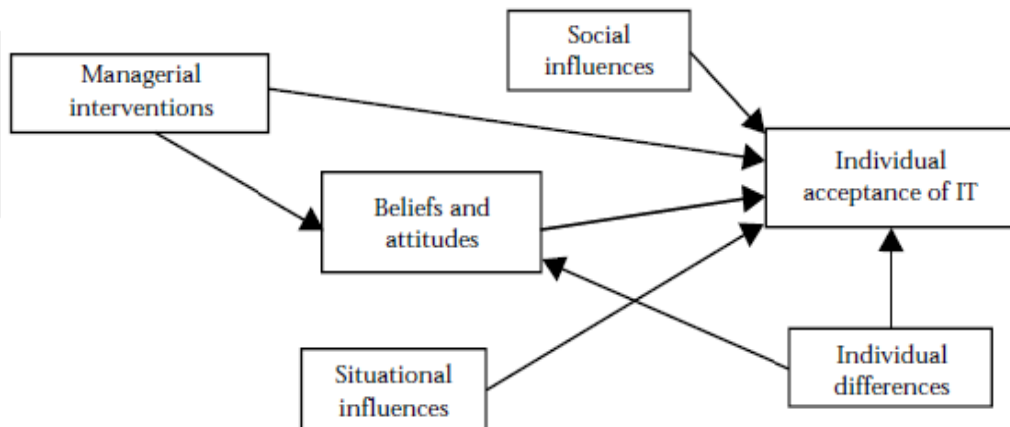 Social
influences
Managerial
interventions
Individual
acceptance of IT
Beliefs and
attitudes
Situational
influences
Individual
differences